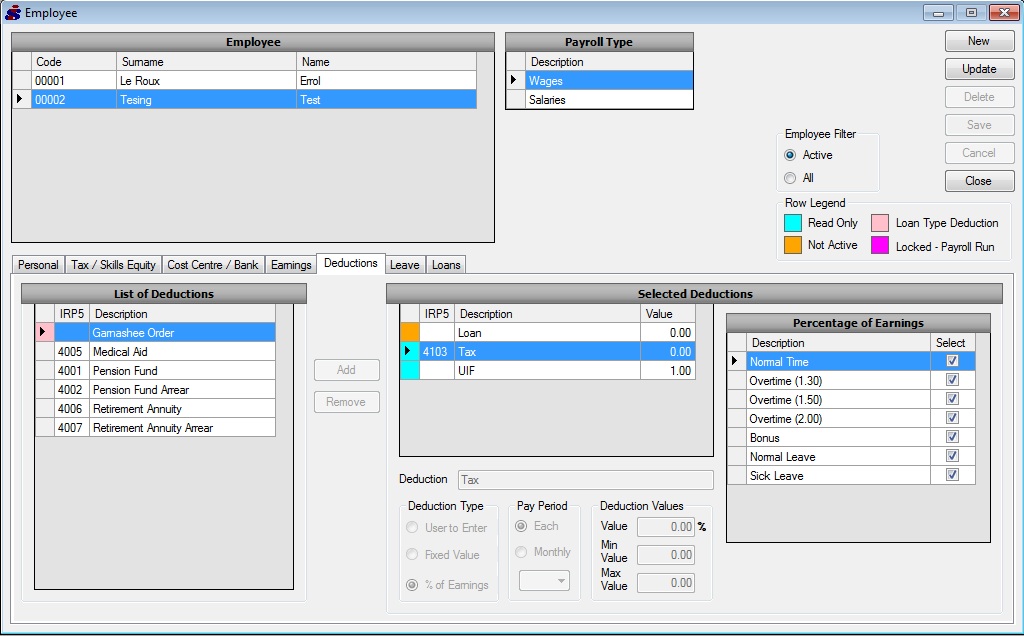 Employee
Employee
Code Surname Name
00001 Le Roux Errol
00002 Tesing Test
Payroll Type
Description
Wages
Salaries
New
Update
Delete
Save
Cancel
Close
Employee Filter
Active
All
Row Legend
Read Only Loan Type Deduction
Not Active Locked - Payroll Run
Personal Tax / Skills Equity Cost Centre / Bank Earnings Deductions Leave Loans
List of Deductions
IRP5 Description
Garnashee Order
4005 Medical Aid
4001 Pension Fund
4002 Pension Fund Arrear
4006 Retirement Annuity
4007 Retirement Annuity Arrear
Add
Remove
Selected Deductions
IRP5 Description Value
Loan 0.00
4103 Tax 0.00
UIF 1.00
Deduction Tax
Deduction Type
User to Enter
Fixed Value
% of Earnings
Pay Period
Each
Monthly
Deduction Values
Value 0.00 %
Min Value 0.00
Max Value 0.00
Percentage of Earnings
Description Select
Normal Time
Overtime (1.30)
Overtime (1.50)
Overtime (2.00)
Bonus
Normal Leave
Sick Leave